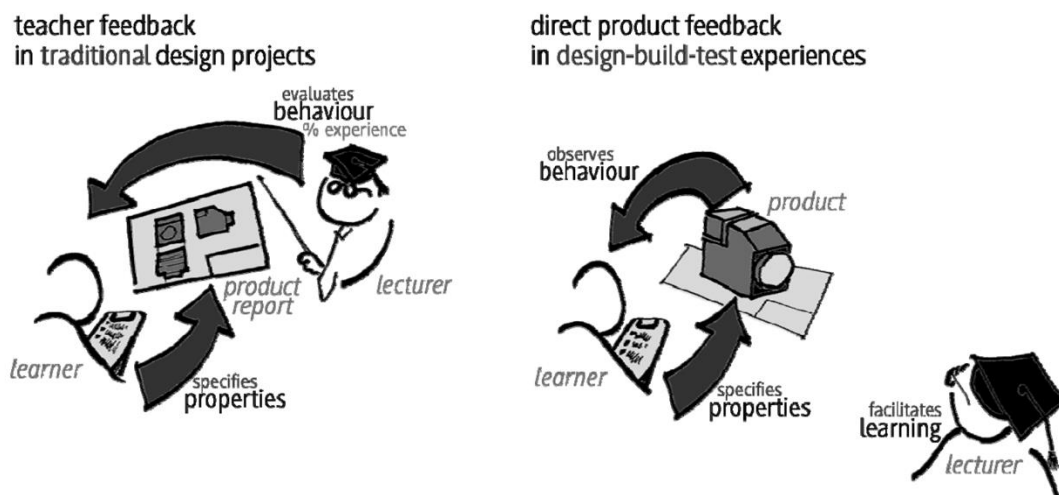 teacher feedback
in traditional design projects
evaluates
behaviour
% experience
product
report
lecturer
learner
specifies
properties
direct product feedback
in design-build-test experiences
observes
behaviour
product
learner
specifies
properties
facilitates
learning
lecturer